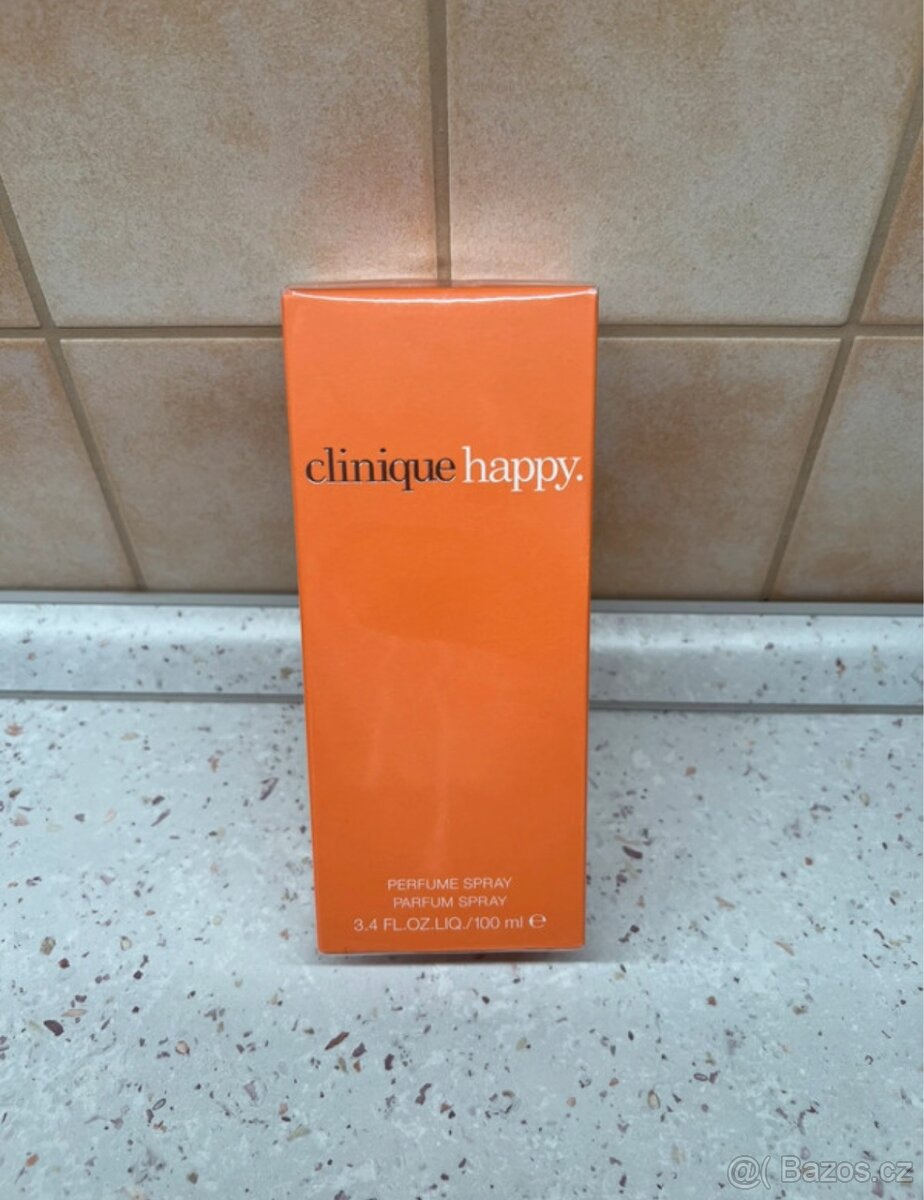 clinique happy.
PERFUME SPRAY
PARFUM SPRAY
3.4 FL.OZ.LIQ./100 ml ℮
@( Bazos.cz